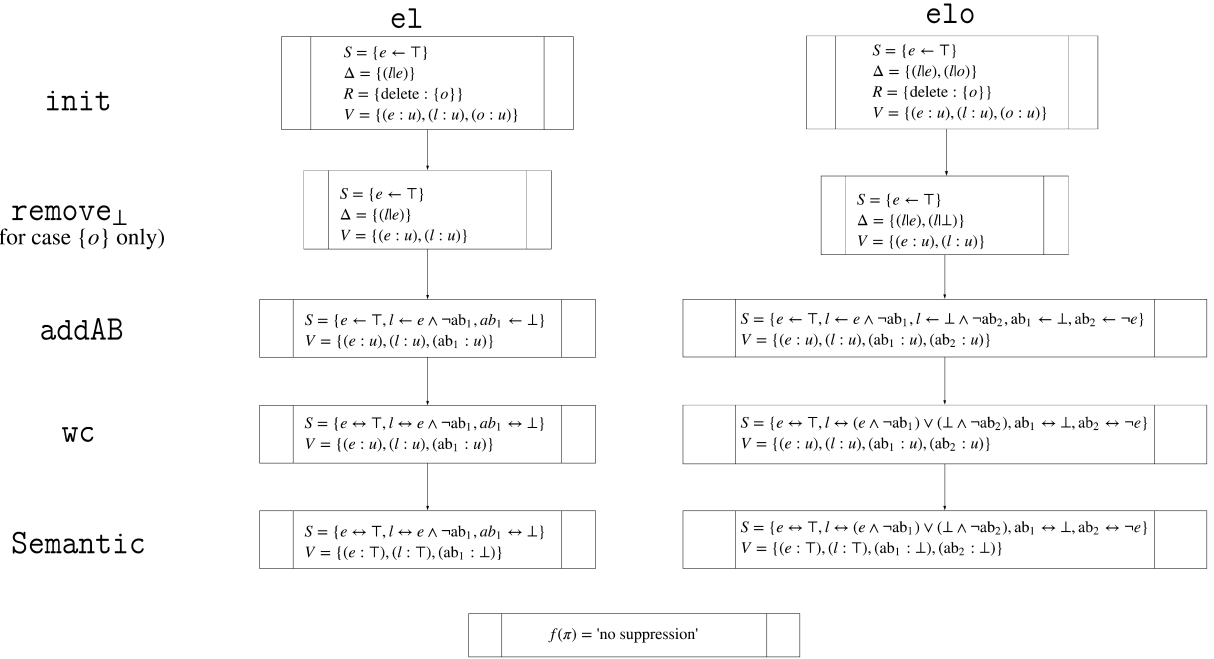 el
elo
init
S = {e ← ⊤}
Δ = {(l|e)}
R = {delete : {o}}
V = {(e : u), (l : u), (o : u)}
S = {e ← ⊤}
Δ = {(l|e), (l|o)}
R = {delete : {o}}
V = {(e : u), (l : u), (o : u)}
remove⊥
for case {o} only)
S = {e ← ⊤}
Δ = {(l|e)}
V = {(e : u), (l : u)}
S = {e ← ⊤}
Δ = {(l|e), (l|⊥)}
V = {(e : u), (l : u)}
addAB
S = {e ← ⊤, l ← e ∧ ¬ab₁, ab₁ ← ⊥}
V = {(e : u), (l : u), (ab₁ : u)}
S = {e ← ⊤, l ← e ∧ ¬ab₁, l ← ⊥ ∧ ¬ab₂, ab₁ ← ⊥, ab₂ ← ¬e}
V = {(e : u), (l : u), (ab₁ : u), (ab₂ : u)}
wc
S = {e ↔ ⊤, l ↔ e ∧ ¬ab₁, ab₁ ↔ ⊥}
V = {(e : u), (l : u), (ab₁ : u)}
S = {e ↔ ⊤, l ↔ (e ∧ ¬ab₁) ∨ (⊥ ∧ ¬ab₂), ab₁ ↔ ⊥, ab₂ ↔ ¬e}
V = {(e : u), (l : u), (ab₁ : u), (ab₂ : u)}
Semantic
S = {e ↔ ⊤, l ↔ e ∧ ¬ab₁, ab₁ ↔ ⊥}
V = {(e : ⊤), (l : ⊤), (ab₁ : ⊥)}
S = {e ↔ ⊤, l ↔ (e ∧ ¬ab₁) ∨ (⊥ ∧ ¬ab₂), ab₁ ↔ ⊥, ab₂ ↔ ¬e}
V = {(e : ⊤), (l : ⊤), (ab₁ : ⊥), (ab₂ : ⊥)}
f(π) = 'no suppression'